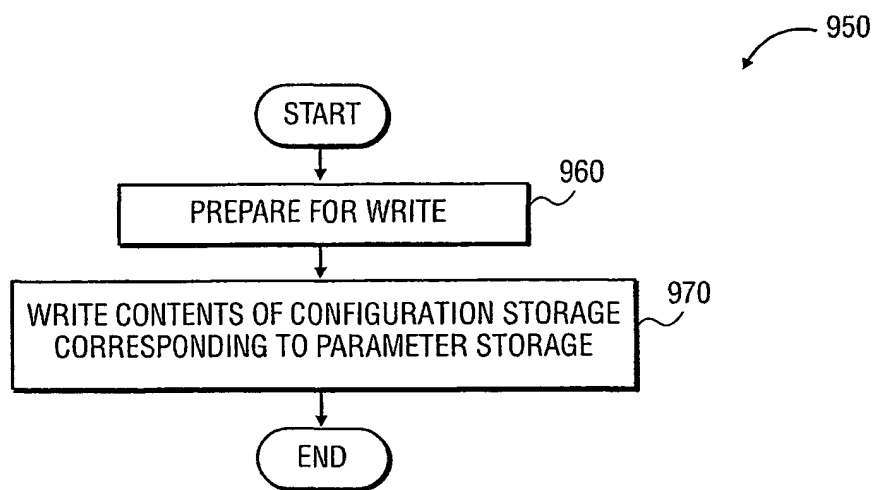 950
START
960
PREPARE FOR WRITE
970
WRITE CONTENTS OF CONFIGURATION STORAGE
CORRESPONDING TO PARAMETER STORAGE
END